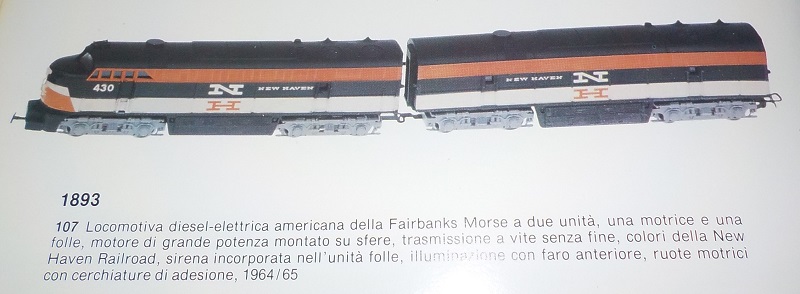 430
N
H
NEW HAVEN
NEW HAVEN
N
H
1893
107 Locomotiva diesel-elettrica americana della Fairbanks Morse a due unità, una motrice e una
folle, motore di grande potenza montato su sfere, trasmissione a vite senza fine, colori della New
Haven Railroad, sirena incorporata nell'unità folle, illuminazione con faro anteriore, ruote motrici
con cerchiature di adesione, 1964/65